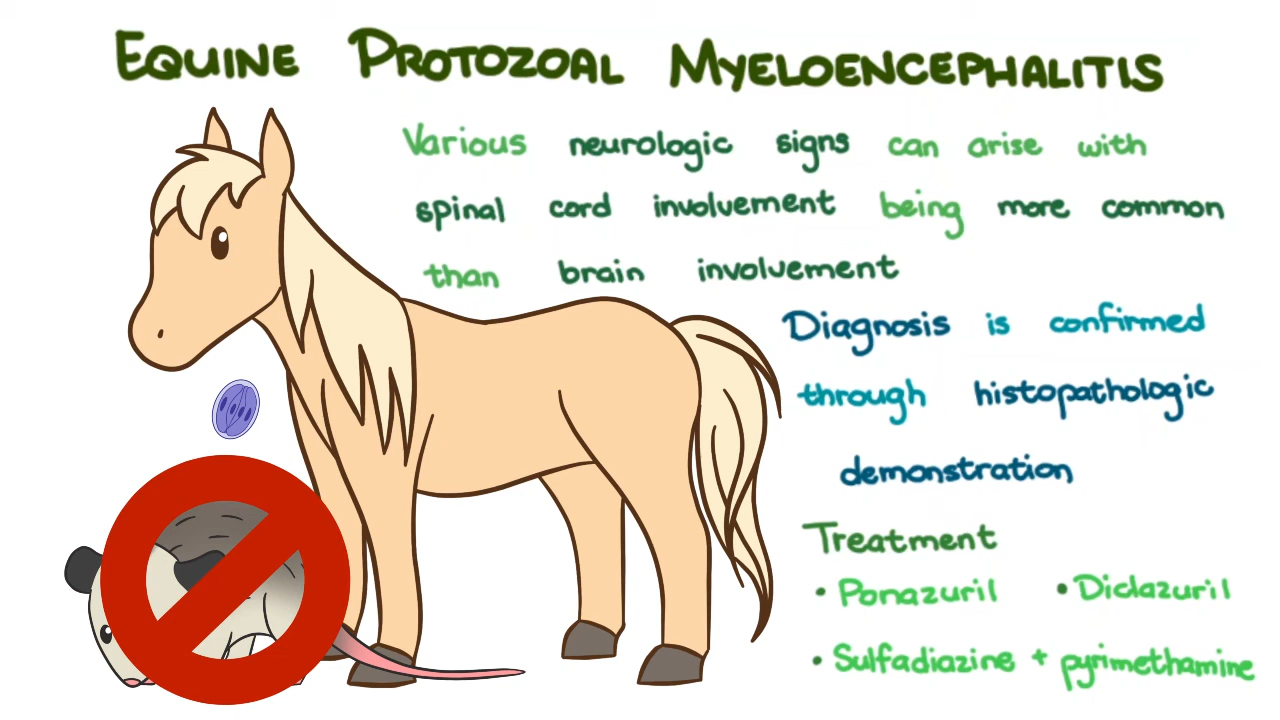 EQUINE PROTOZOAL MYELOENCEPHALITIS
Various neurologic signs can arise with
spinal cord involvement being more common
than brain involvement
Diagnosis is confirmed
through histopathologic
demonstration
Treatment
• Ponazuril • Diclazuril
• Sulfadiazine + pyrimethamine